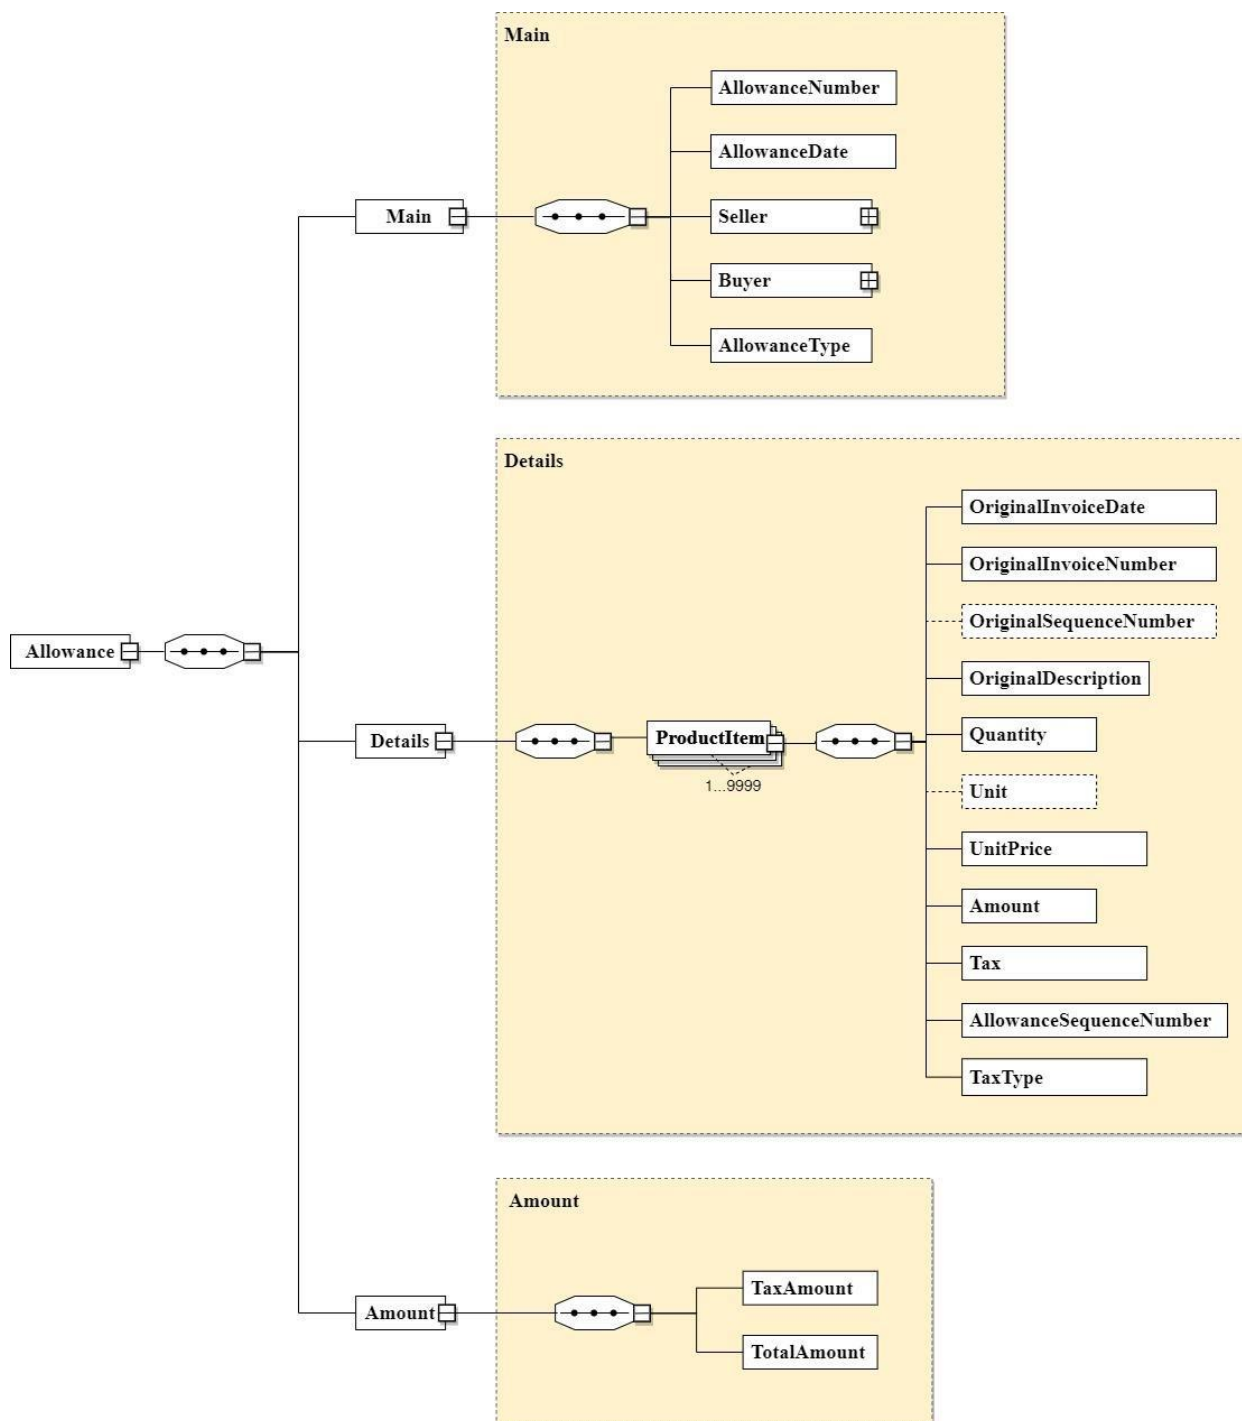 Main
AllowanceNumber
AllowanceDate
Main
Seller
Buyer
AllowanceType
Details
OriginalInvoiceDate
OriginalInvoiceNumber
OriginalSequenceNumber
Allowance
OriginalDescription
Details
ProductItem
1...9999
Quantity
Unit
UnitPrice
Amount
Tax
AllowanceSequenceNumber
TaxType
Amount
TaxAmount
Amount
TotalAmount